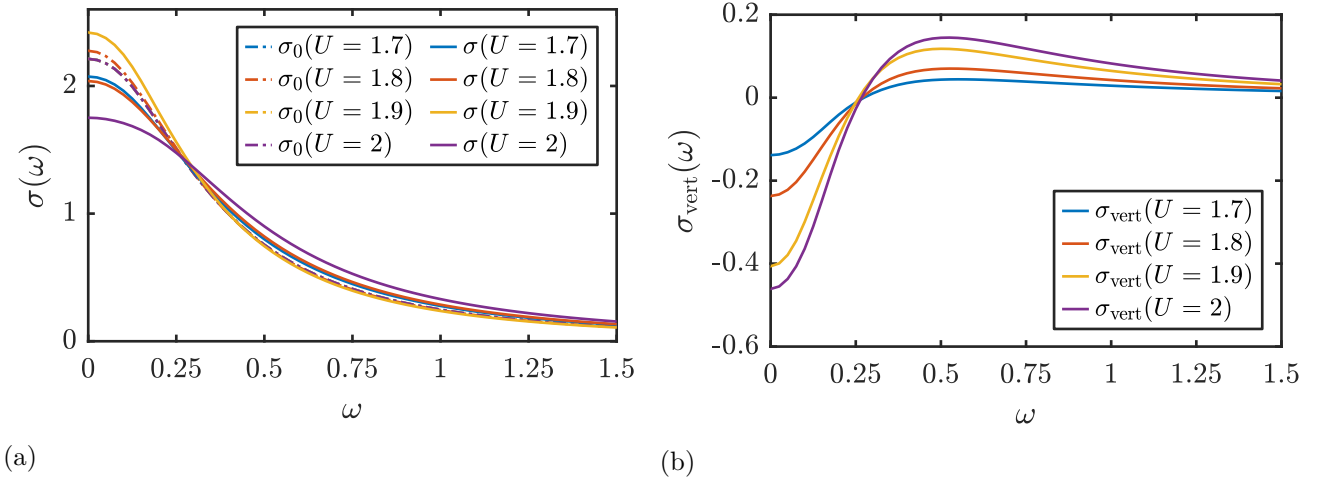 σ(ω)
2
1
0
0 0.25 0.5 0.75 1 1.25 1.5
ω
σ₀(U = 1.7) σ(U = 1.7)
σ₀(U = 1.8) σ(U = 1.8)
σ₀(U = 1.9) σ(U = 1.9)
σ₀(U = 2) σ(U = 2)
(a)
σvert(ω)
0.2
0
-0.2
-0.4
-0.6
0 0.25 0.5 0.75 1 1.25 1.5
ω
σvert(U = 1.7)
σvert(U = 1.8)
σvert(U = 1.9)
σvert(U = 2)
(b)